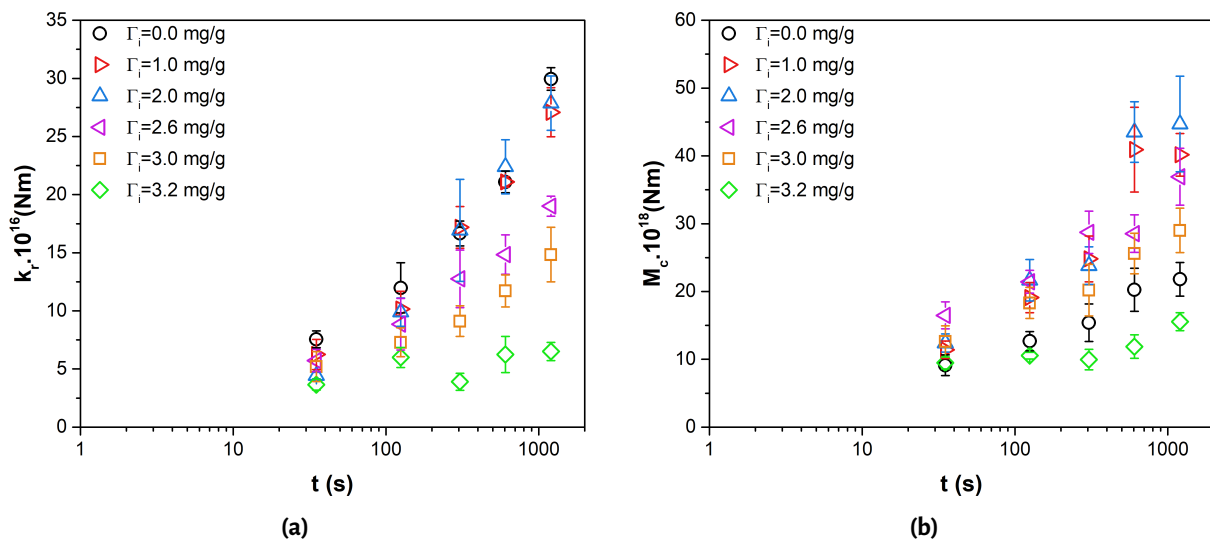 35
30
25
20
15
10
5
0
k_r.10^16(Nm)
Γ_i=0.0 mg/g
Γ_i=1.0 mg/g
Γ_i=2.0 mg/g
Γ_i=2.6 mg/g
Γ_i=3.0 mg/g
Γ_i=3.2 mg/g
1 10 100 1000
t (s)
(a)
60
50
40
30
20
10
0
M_c.10^18(Nm)
Γ_i=0.0 mg/g
Γ_i=1.0 mg/g
Γ_i=2.0 mg/g
Γ_i=2.6 mg/g
Γ_i=3.0 mg/g
Γ_i=3.2 mg/g
1 10 100 1000
t (s)
(b)